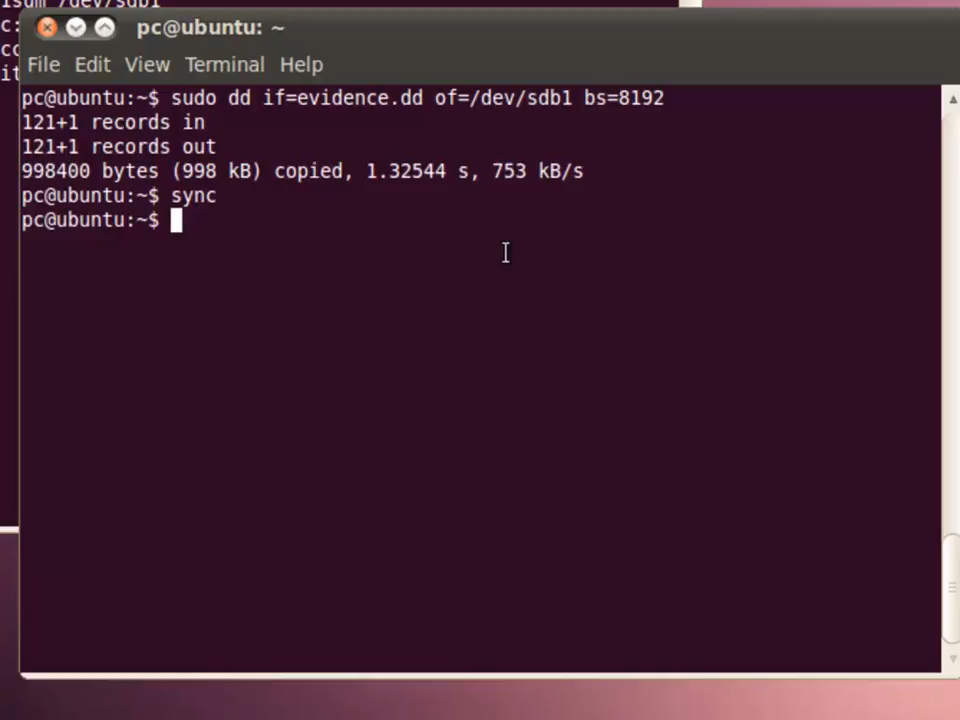 /dev/sdb1
pc@ubuntu: ~
File Edit View Terminal Help
pc@ubuntu:~$ sudo dd if=evidence.dd of=/dev/sdb1 bs=8192
121+1 records in
121+1 records out
998400 bytes (998 kB) copied, 1.32544 s, 753 kB/s
pc@ubuntu:~$ sync
pc@ubuntu:~$